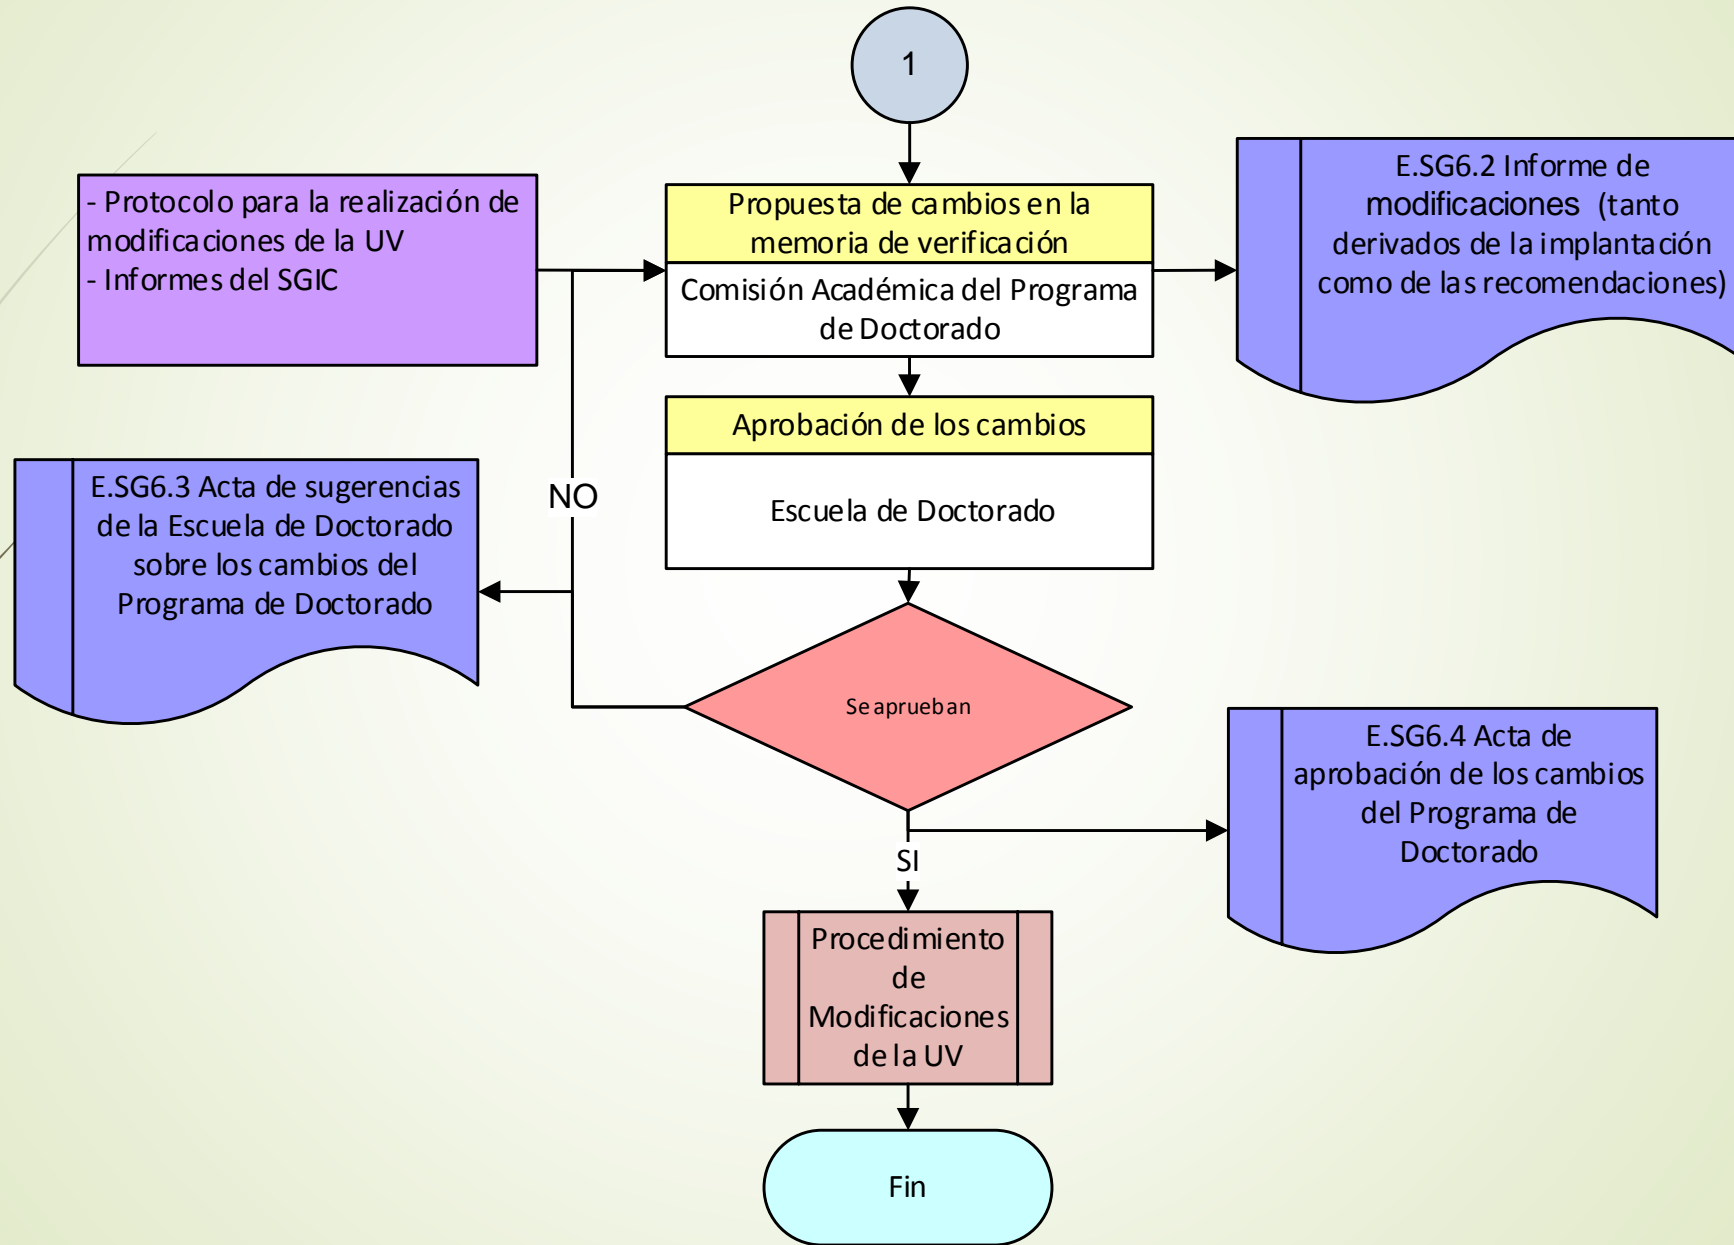 1
- Protocolo para la realización de
modificaciones de la UV
- Informes del SGIC
Propuesta de cambios en la
memoria de verificación
Comisión Académica del Programa
de Doctorado
E.SG6.2 Informe de
modificaciones (tanto
derivados de la implantación
como de las recomendaciones)
Aprobación de los cambios
Escuela de Doctorado
NO
E.SG6.3 Acta de sugerencias
de la Escuela de Doctorado
sobre los cambios del
Programa de Doctorado
Se aprueban
E.SG6.4 Acta de
aprobación de los cambios
del Programa de
Doctorado
SI
Procedimiento
de
Modificaciones
de la UV
Fin